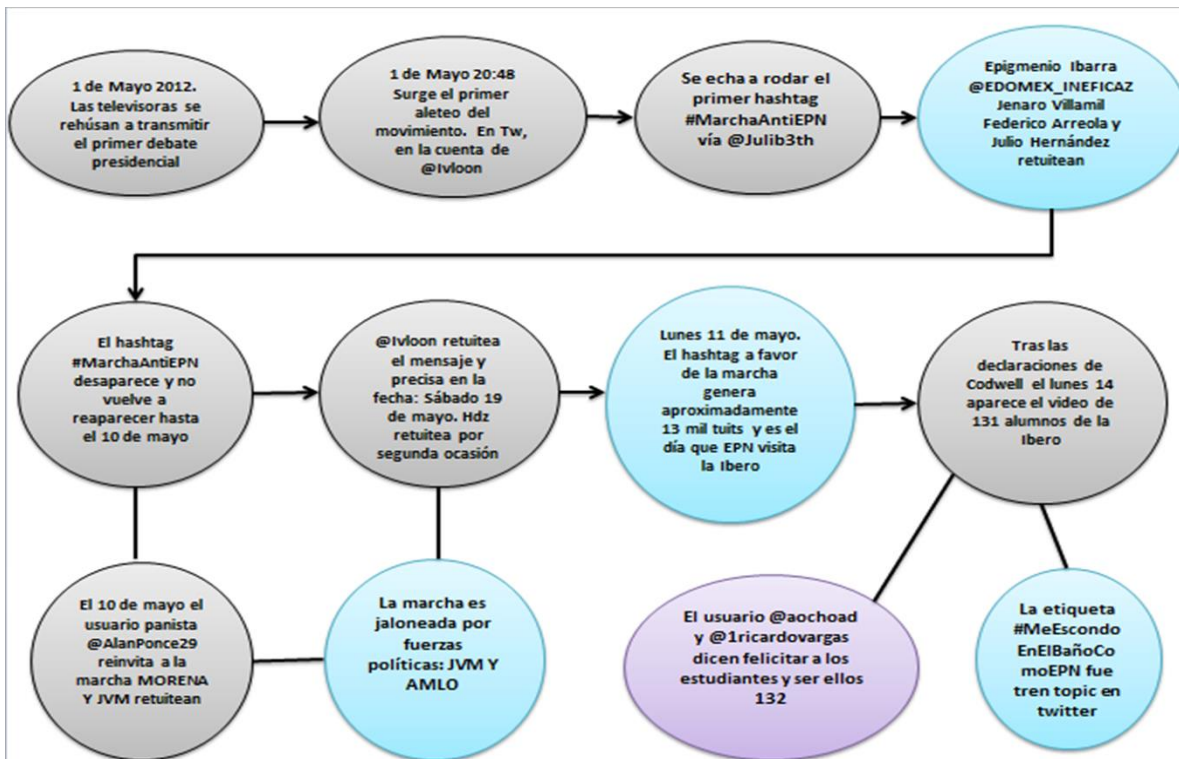 1 de Mayo 2012.
Las televisoras se
rehúsan a transmitir
el primer debate
presidencial
1 de Mayo 20:48
Surge el primer
aleteo del
movimiento. En Tw,
en la cuenta de
@Ivloon
Se echa a rodar el
primer hashtag
#MarchaAntiEPN
vía @Julib3th
Epigmenio Ibarra
@EDOMEX_INEFICAZ
Jenaro Villamil
Federico Arreola y
Julio Hernández
retuitean
El hashtag
#MarchaAntiEPN
desaparece y no
vuelve a
reaparecer hasta
el 10 de mayo
@Ivloon retuitea
el mensaje y
precisa en la
fecha: Sábado 19
de mayo. Hdz
retuitea por
segunda ocasión
Lunes 11 de mayo.
El hashtag a favor
de la marcha
genera
aproximadamente
13 mil tuits y es el
día que EPN visita
la Ibero
Tras las
declaraciones de
Codwell el lunes 14
aparece el video de
131 alumnos de la
Ibero
El 10 de mayo el
usuario panista
@AlanPonce29
reinvita a la
marcha MORENA
Y JVM retuitean
La marcha es
jaloneada por
fuerzas
políticas: JVM Y
AMLO
El usuario @aochoad
y @1ricardovargas
dicen felicitar a los
estudiantes y ser ellos
132
La etiqueta
#MeEscondo
EnElBañoCo
moEPN fue
tren topic en
twitter